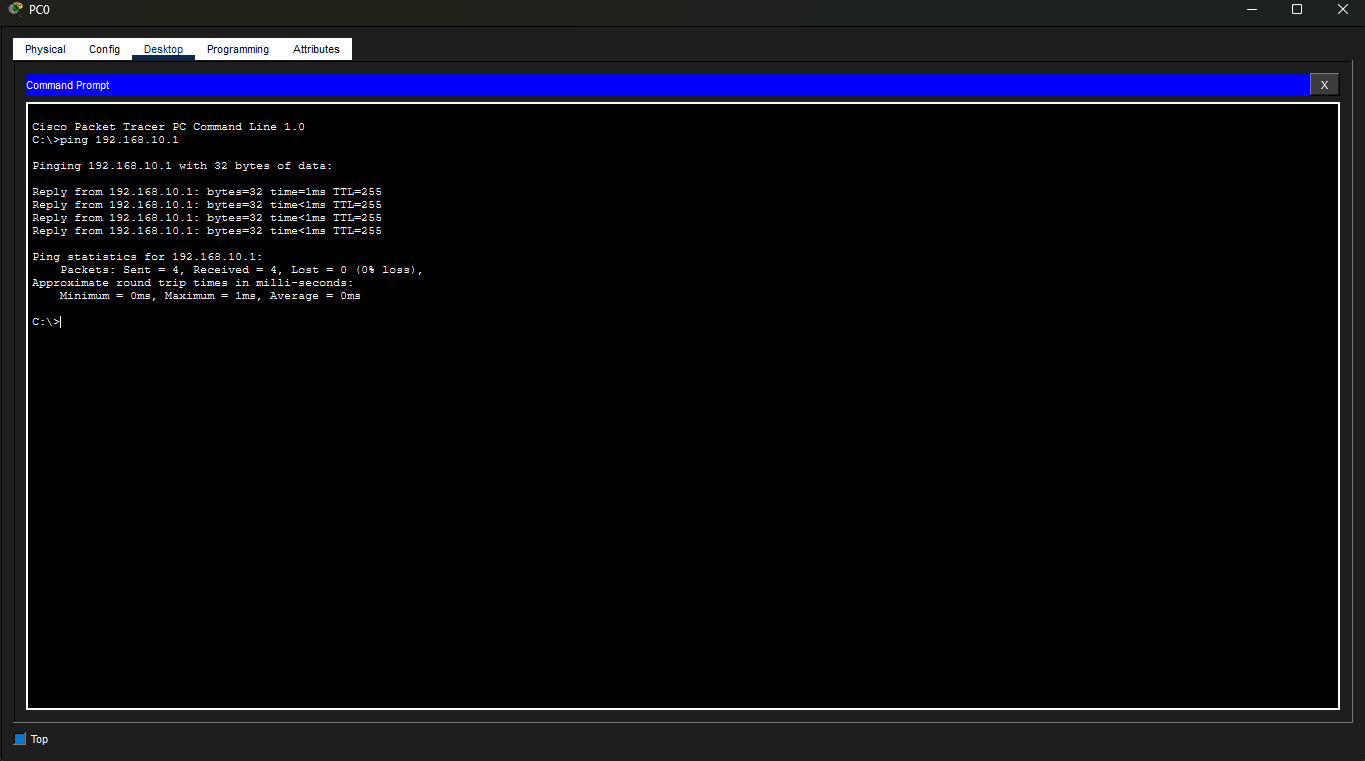 PC0
Physical Config Desktop Programming Attributes
Command Prompt X
Cisco Packet Tracer PC Command Line 1.0
C:\>ping 192.168.10.1
Pinging 192.168.10.1 with 32 bytes of data:
Reply from 192.168.10.1: bytes=32 time=1ms TTL=255
Reply from 192.168.10.1: bytes=32 time<1ms TTL=255
Reply from 192.168.10.1: bytes=32 time<1ms TTL=255
Reply from 192.168.10.1: bytes=32 time<1ms TTL=255
Ping statistics for 192.168.10.1:
    Packets: Sent = 4, Received = 4, Lost = 0 (0% loss),
Approximate round trip times in milli-seconds:
    Minimum = 0ms, Maximum = 1ms, Average = 0ms
C:\>
Top